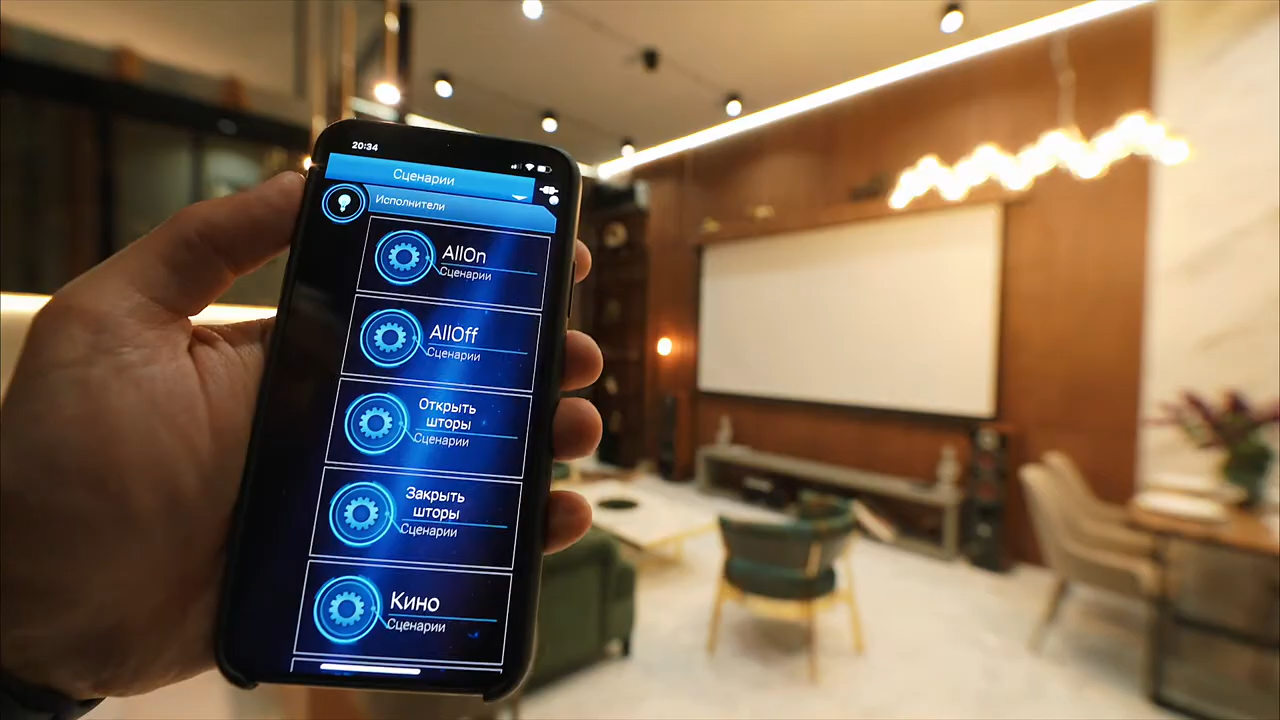 20:34
Сценарии
Исполнители
AllOn
Сценарии
AllOff
Сценарии
Открыть
шторы
Сценарии
Закрыть
шторы
Сценарии
Кино
Сценарии